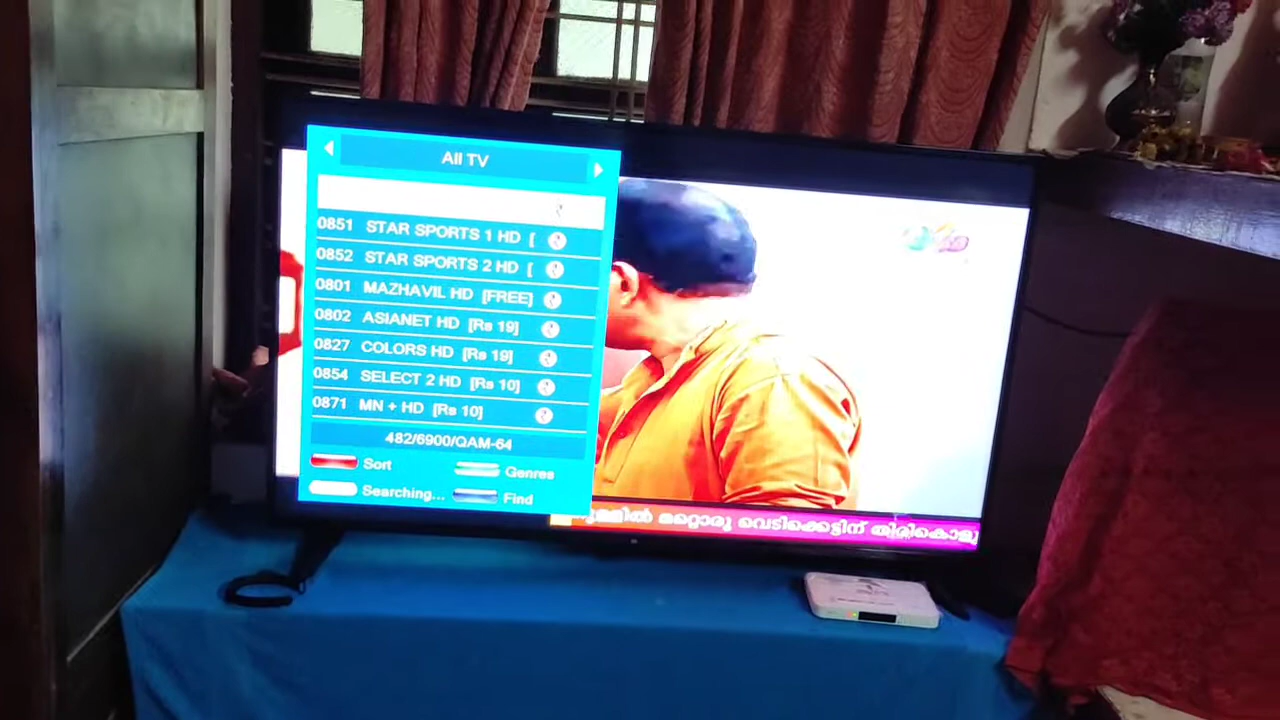 All TV
0851 STAR SPORTS 1 HD [
0852 STAR SPORTS 2 HD [
0801 MAZHAVIL HD [FREE]
0802 ASIANET HD [Rs 19]
0827 COLORS HD [Rs 19]
0854 SELECT 2 HD [Rs 10]
0871 MN + HD [Rs 10]
482/6900/QAM-64
Sort
Genres
Searching...
Find
മറ്റൊരു വെടിക്കെട്ടിന്